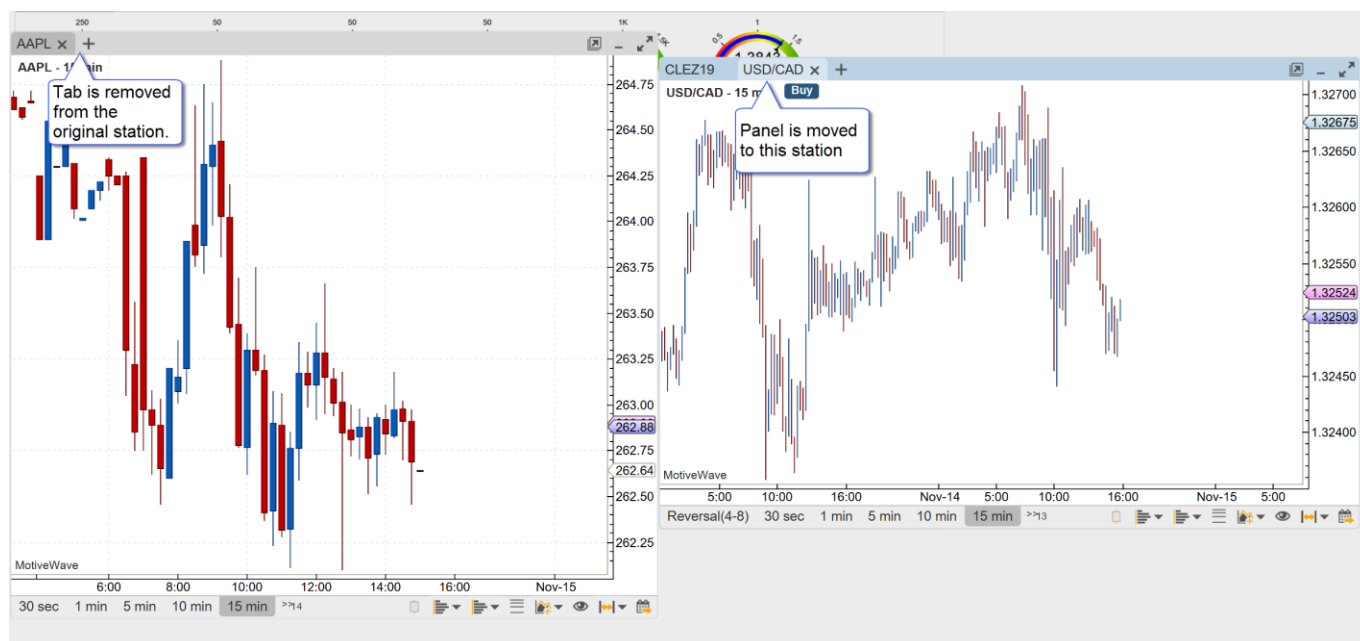 250 50 50 50 1K 1
AAPL × +
AAPL - 15 min
Tab is removed
from the
original station.
264.75
264.50
264.25
264.00
263.75
263.50
263.25
263.00
262.88
262.75
262.64
262.50
262.25
MotiveWave
6:00 8:00 10:00 12:00 14:00 16:00 Nov-15
30 sec 1 min 5 min 10 min 15 min >>14
0.5 1.5
CLEZ19 USD/CAD × +
USD/CAD - 15 m Buy
Panel is moved
to this station
1.32700
1.32675
1.32650
1.32600
1.32550
1.32524
1.32503
1.32450
1.32400
MotiveWave
5:00 10:00 16:00 Nov-14 5:00 10:00 16:00 Nov-15 5:00
Reversal(4-8) 30 sec 1 min 5 min 10 min 15 min >>13